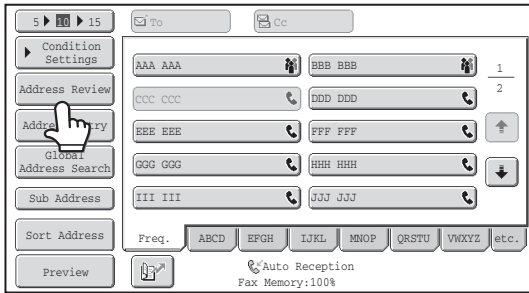 5 10 15
To
Cc
Condition
Settings
Address Review
Address Entry
Global
Address Search
Sub Address
Sort Address
Preview
AAA AAA
BBB BBB
CCC CCC
DDD DDD
EEE EEE
FFF FFF
GGG GGG
HHH HHH
III III
JJJ JJJ
1
2
Freq.
ABCD
EFGH
IJKL
MNOP
QRSTU
VWXYZ
etc.
Auto Reception
Fax Memory:100%